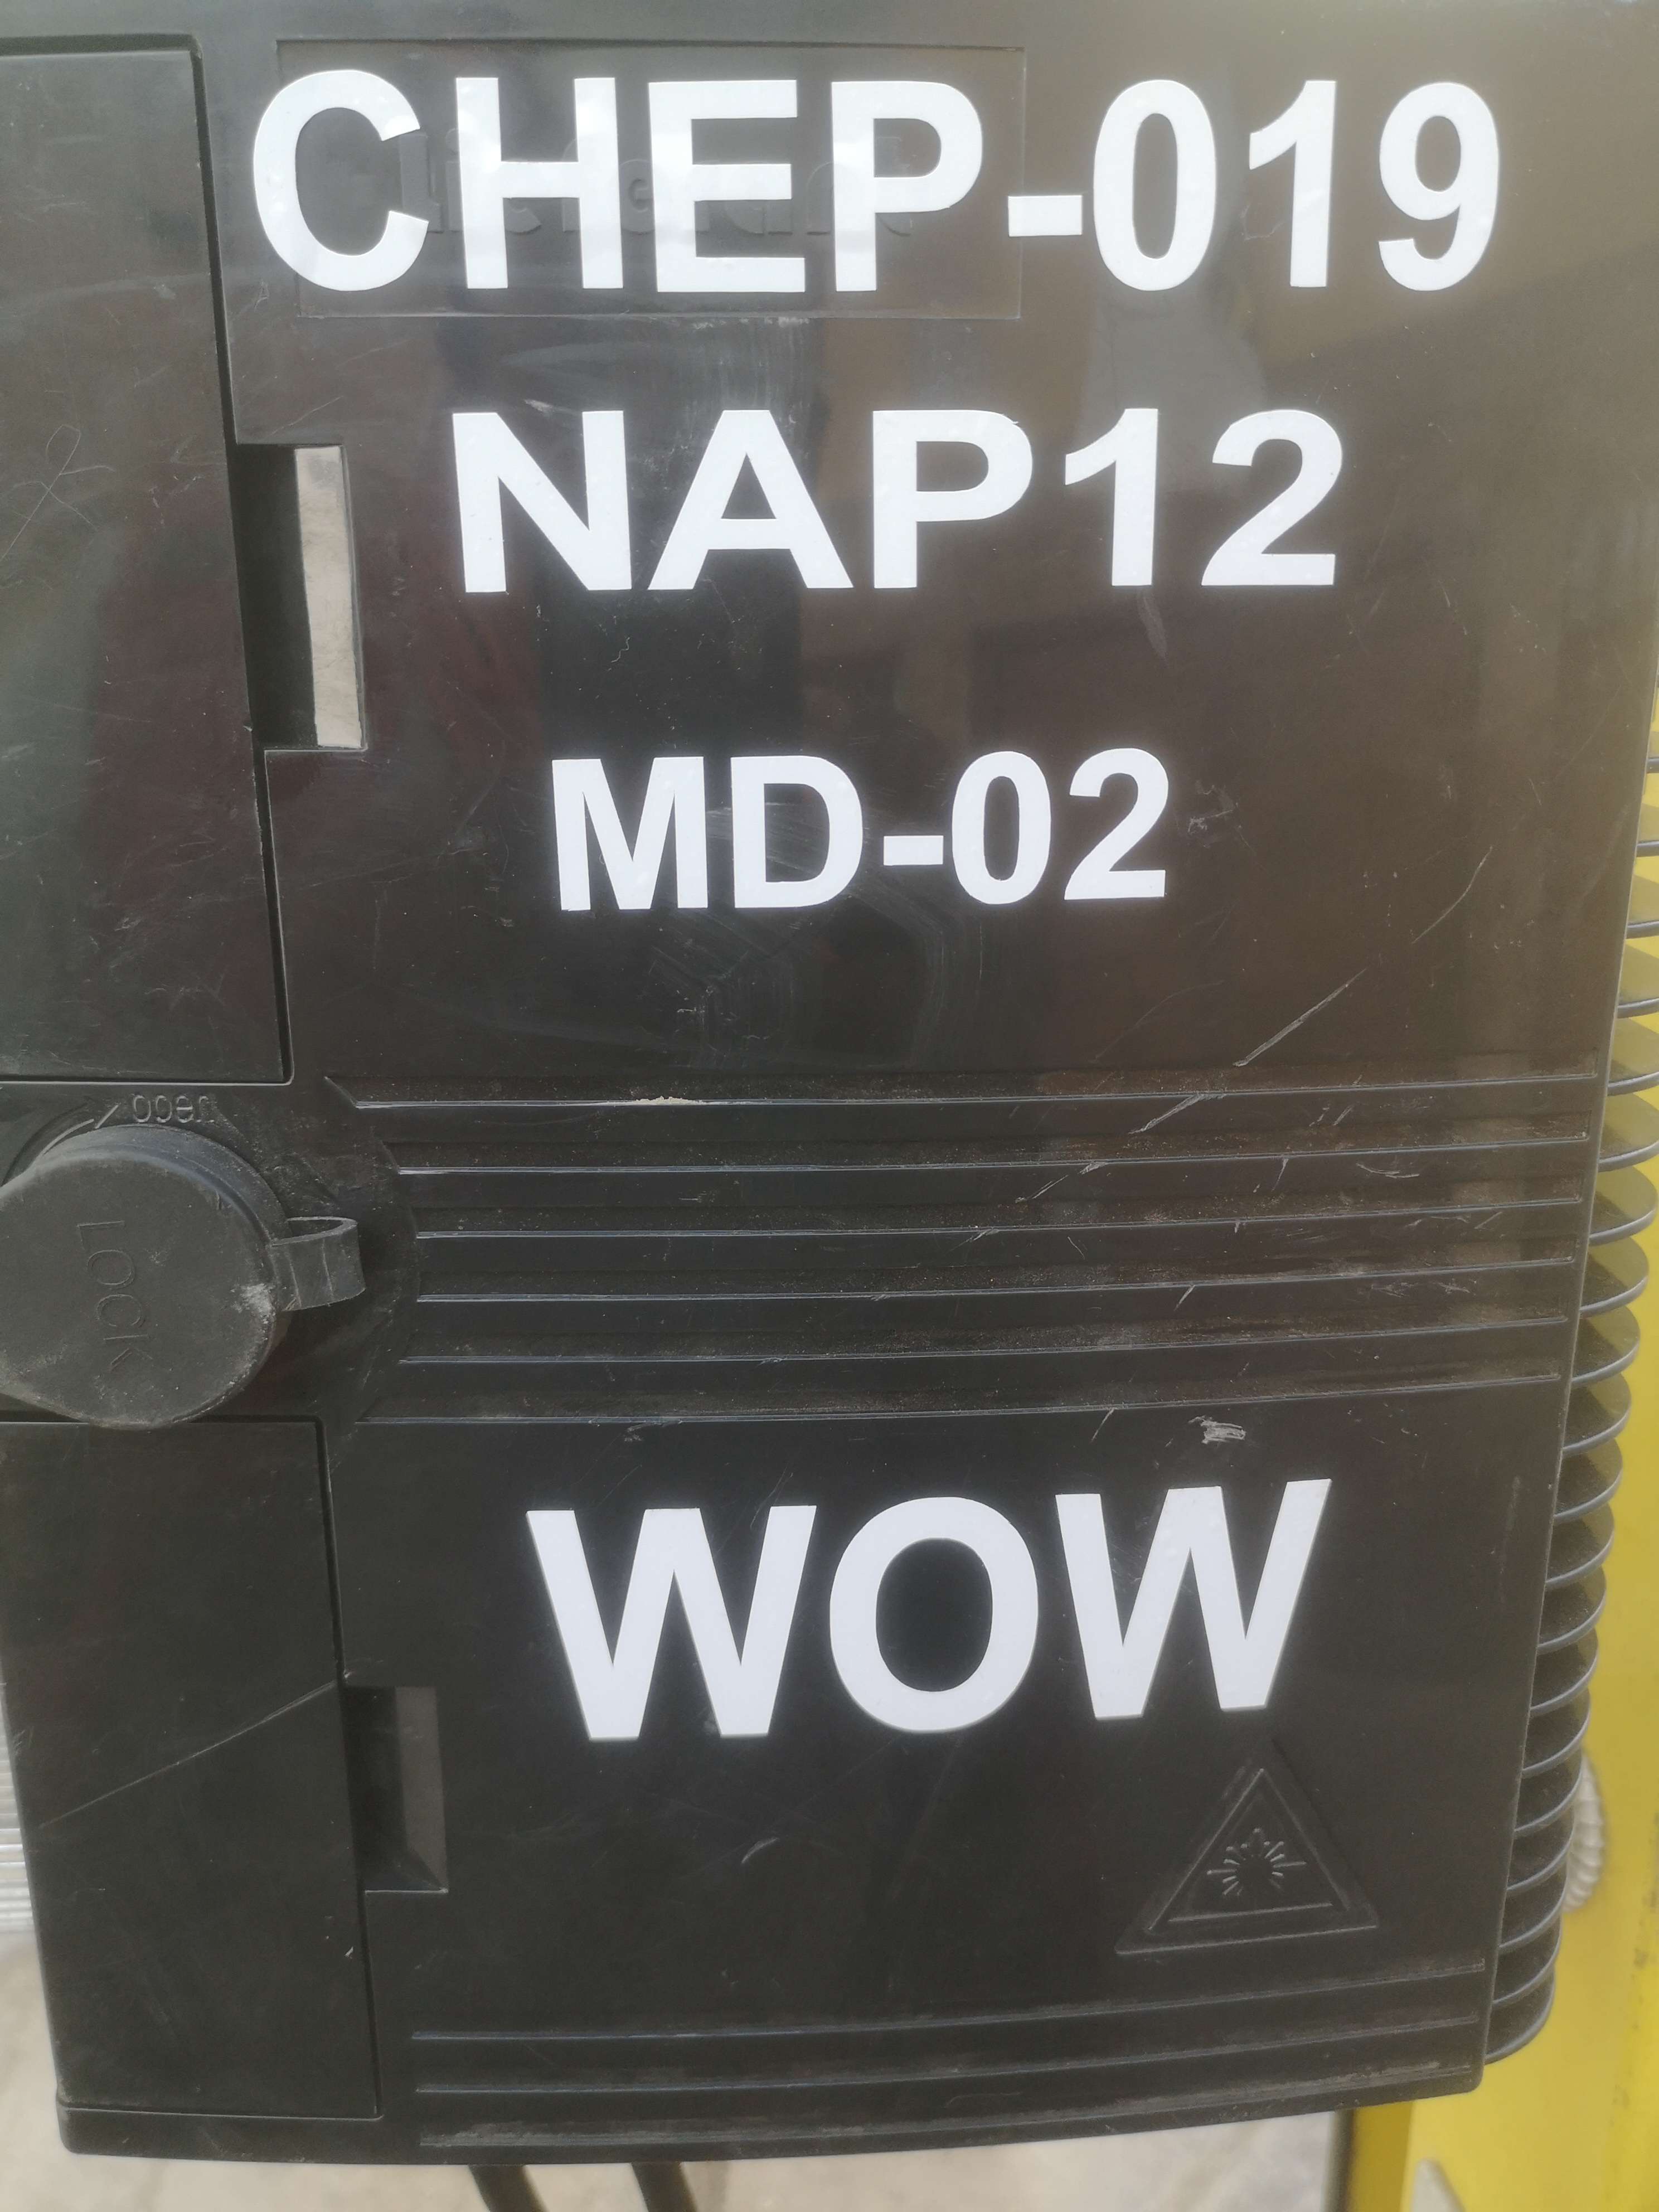 CHEP-019
NAP12
MD-02
open
LOCK
WOW